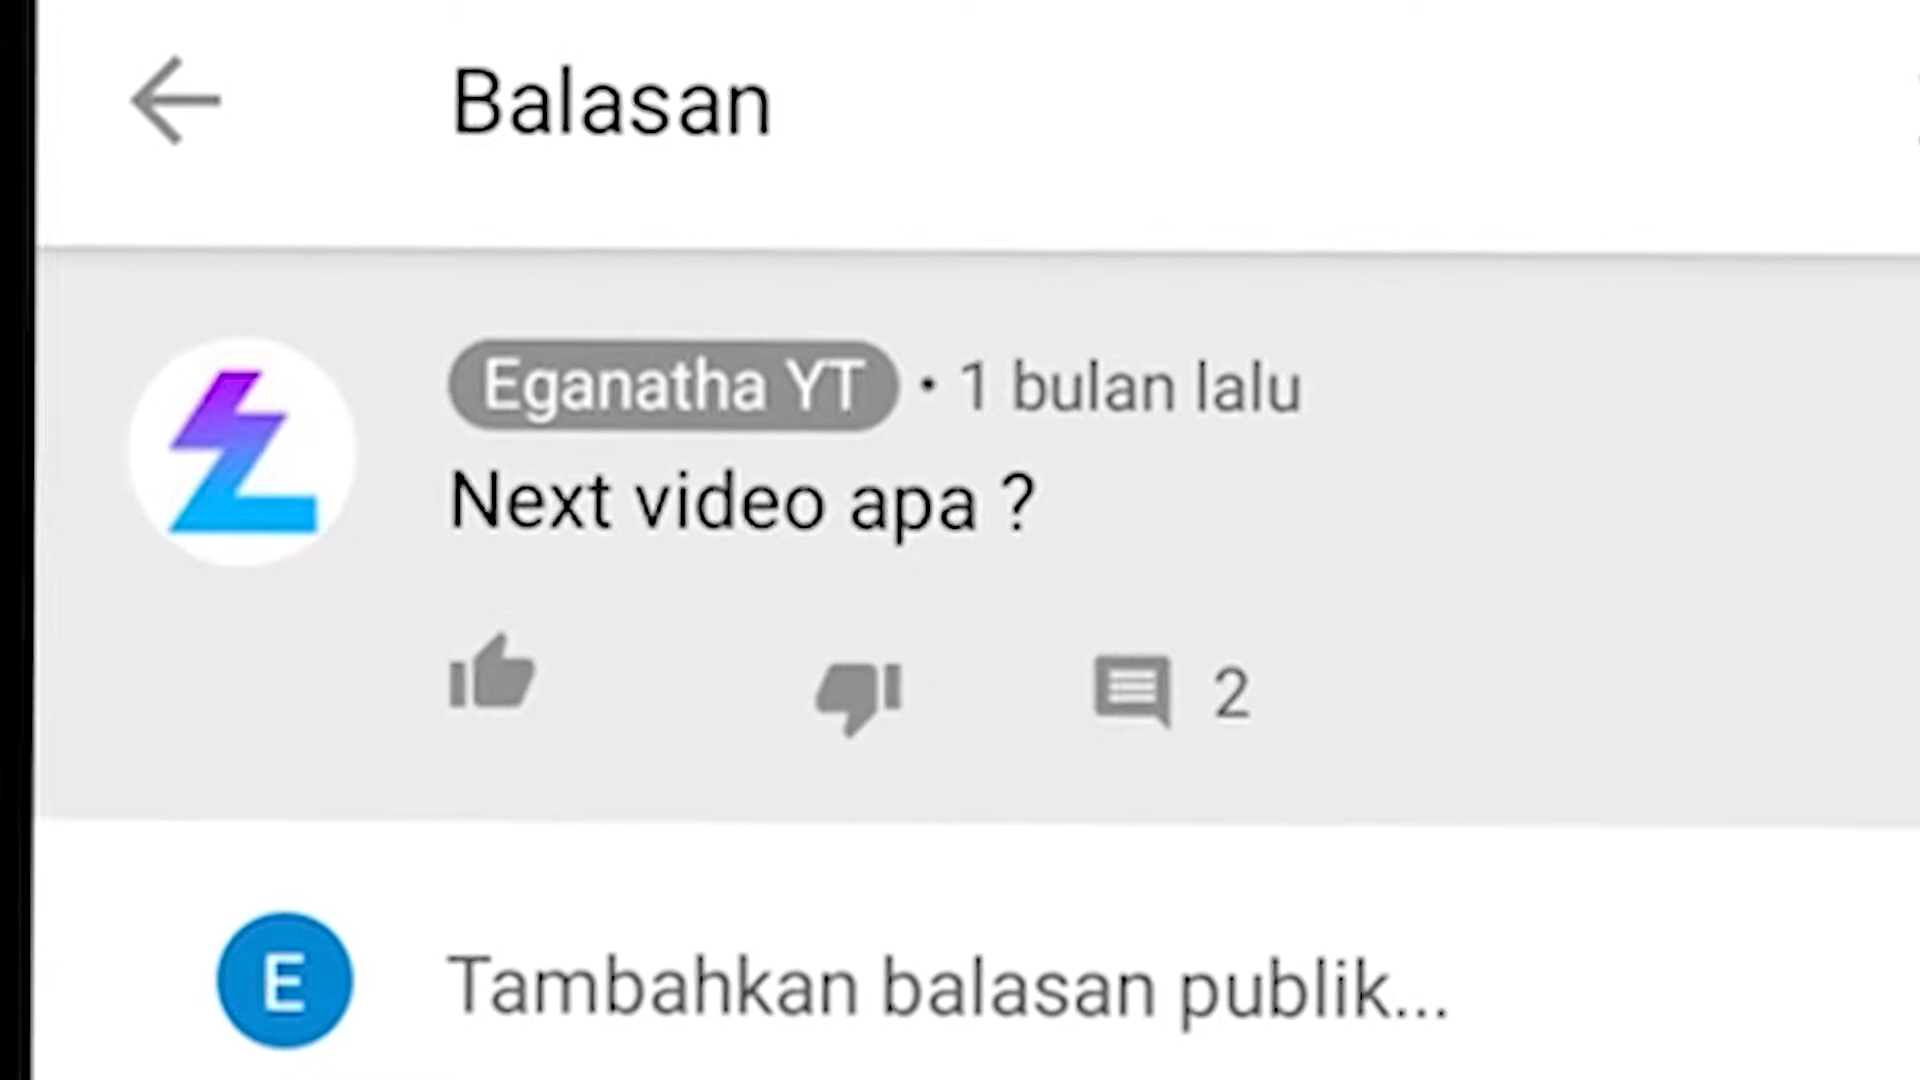 Balasan
Eganatha YT • 1 bulan lalu
Next video apa ?
2
E
Tambahkan balasan publik...